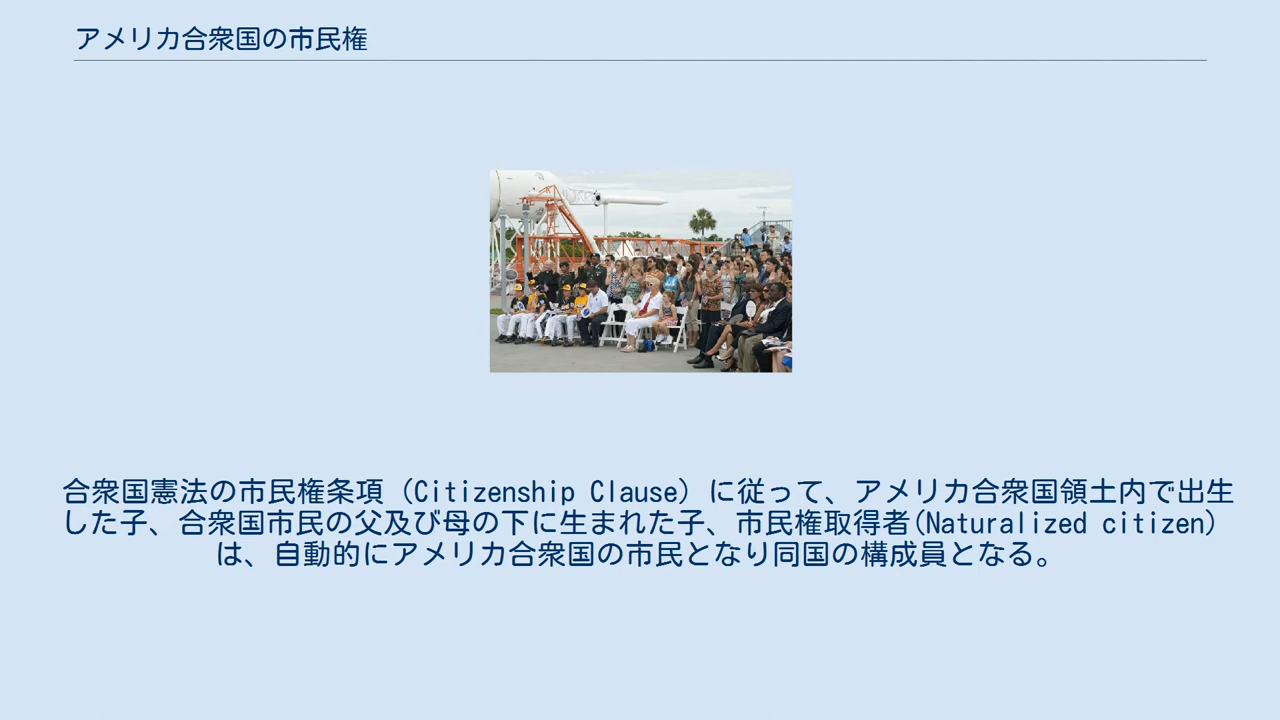 アメリカ合衆国の市民権
合衆国憲法の市民権条項（Citizenship Clause）に従って、アメリカ合衆国領土内で出生
した子、合衆国市民の父及び母の下に生まれた子、市民権取得者(Naturalized citizen)
は、自動的にアメリカ合衆国の市民となり同国の構成員となる。